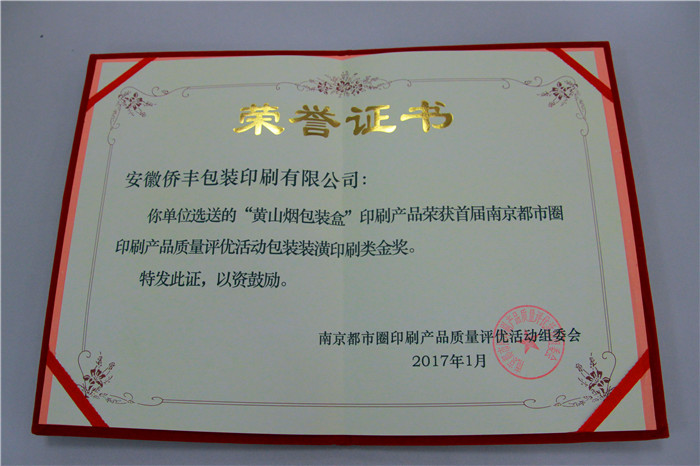 荣誉证书
安徽侨丰包装印刷有限公司：
你单位选送的“黄山烟包装盒”印刷产品荣获首届南京都市圈
印刷产品质量评优活动包装装潢印刷类金奖。
特发此证，以资鼓励。
南京都市圈印刷产品质量评优活动组委会
2017年1月